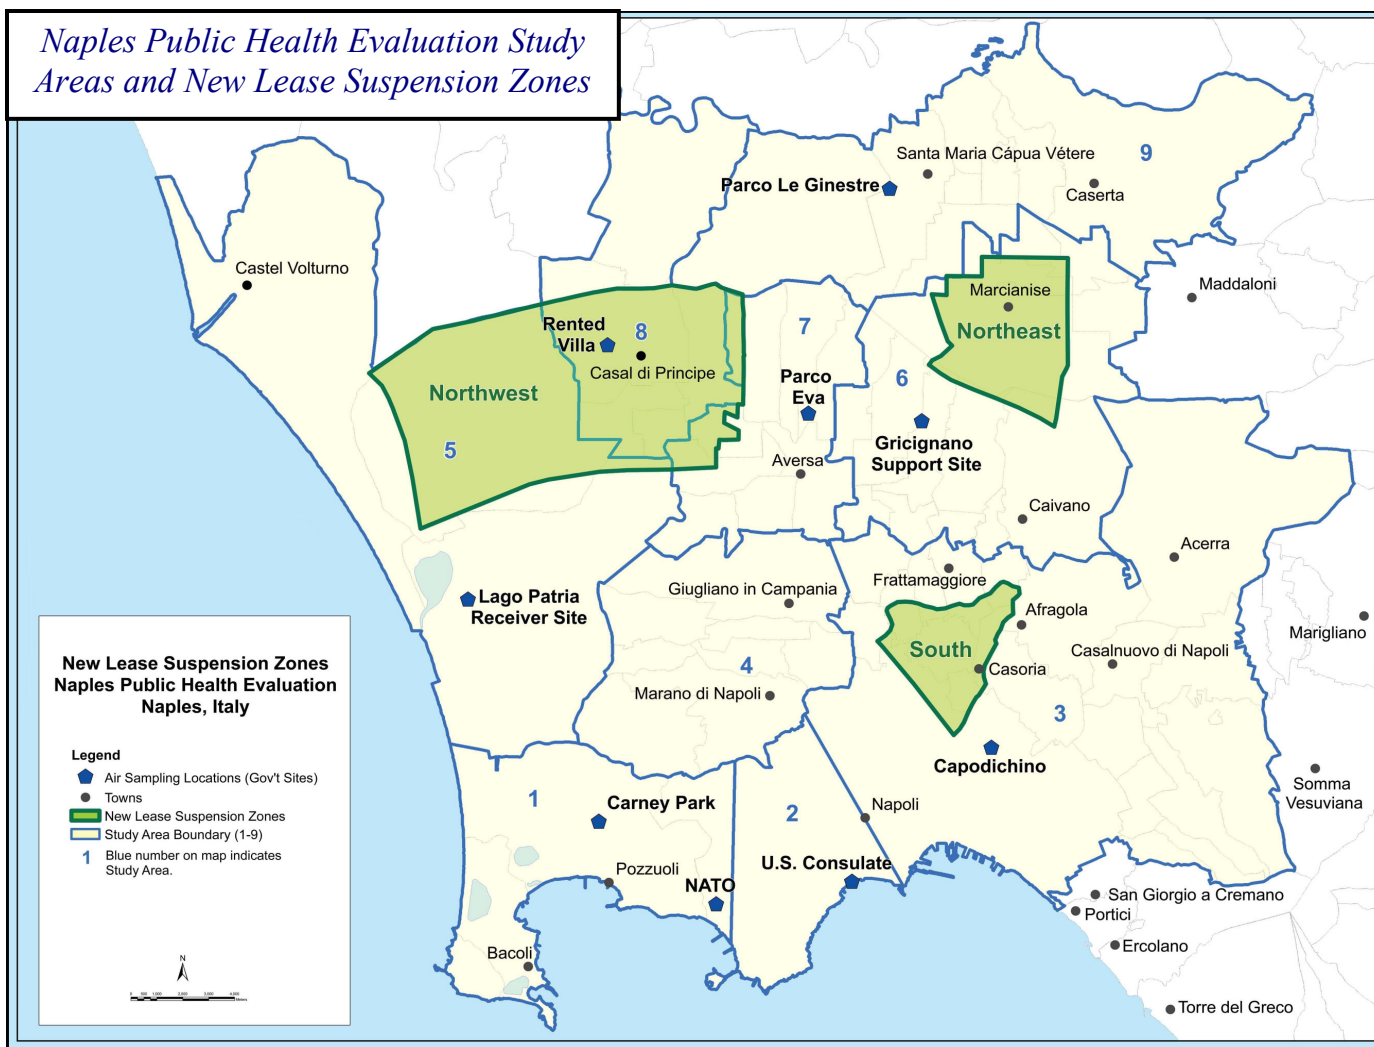 Naples Public Health Evaluation Study
Areas and New Lease Suspension Zones
Santa Maria Cápua Vétere
9
Parco Le Ginestre
Caserta
Castel Volturno
Maddaloni
Marcianise
Rented
Villa
8
7
Northeast
Casal di Principe
Parco
Eva
6
Northwest
5
Gricignano
Support Site
Aversa
Caivano
Acerra
Frattamaggiore
Giugliano in Campania
Lago Patria
Receiver Site
Afragola
Marigliano
South
Casalnuovo di Napoli
4
Casoria
Marano di Napoli
3
Capodichino
Somma
Vesuviana
1
Carney Park
2
Napoli
Pozzuoli
U.S. Consulate
NATO
San Giorgio a Cremano
Portici
Ercolano
Bacoli
Torre del Greco
New Lease Suspension Zones
Naples Public Health Evaluation
Naples, Italy
Legend
Air Sampling Locations (Gov't Sites)
Towns
New Lease Suspension Zones
Study Area Boundary (1-9)
1 Blue number on map indicates
Study Area.
N
Meters